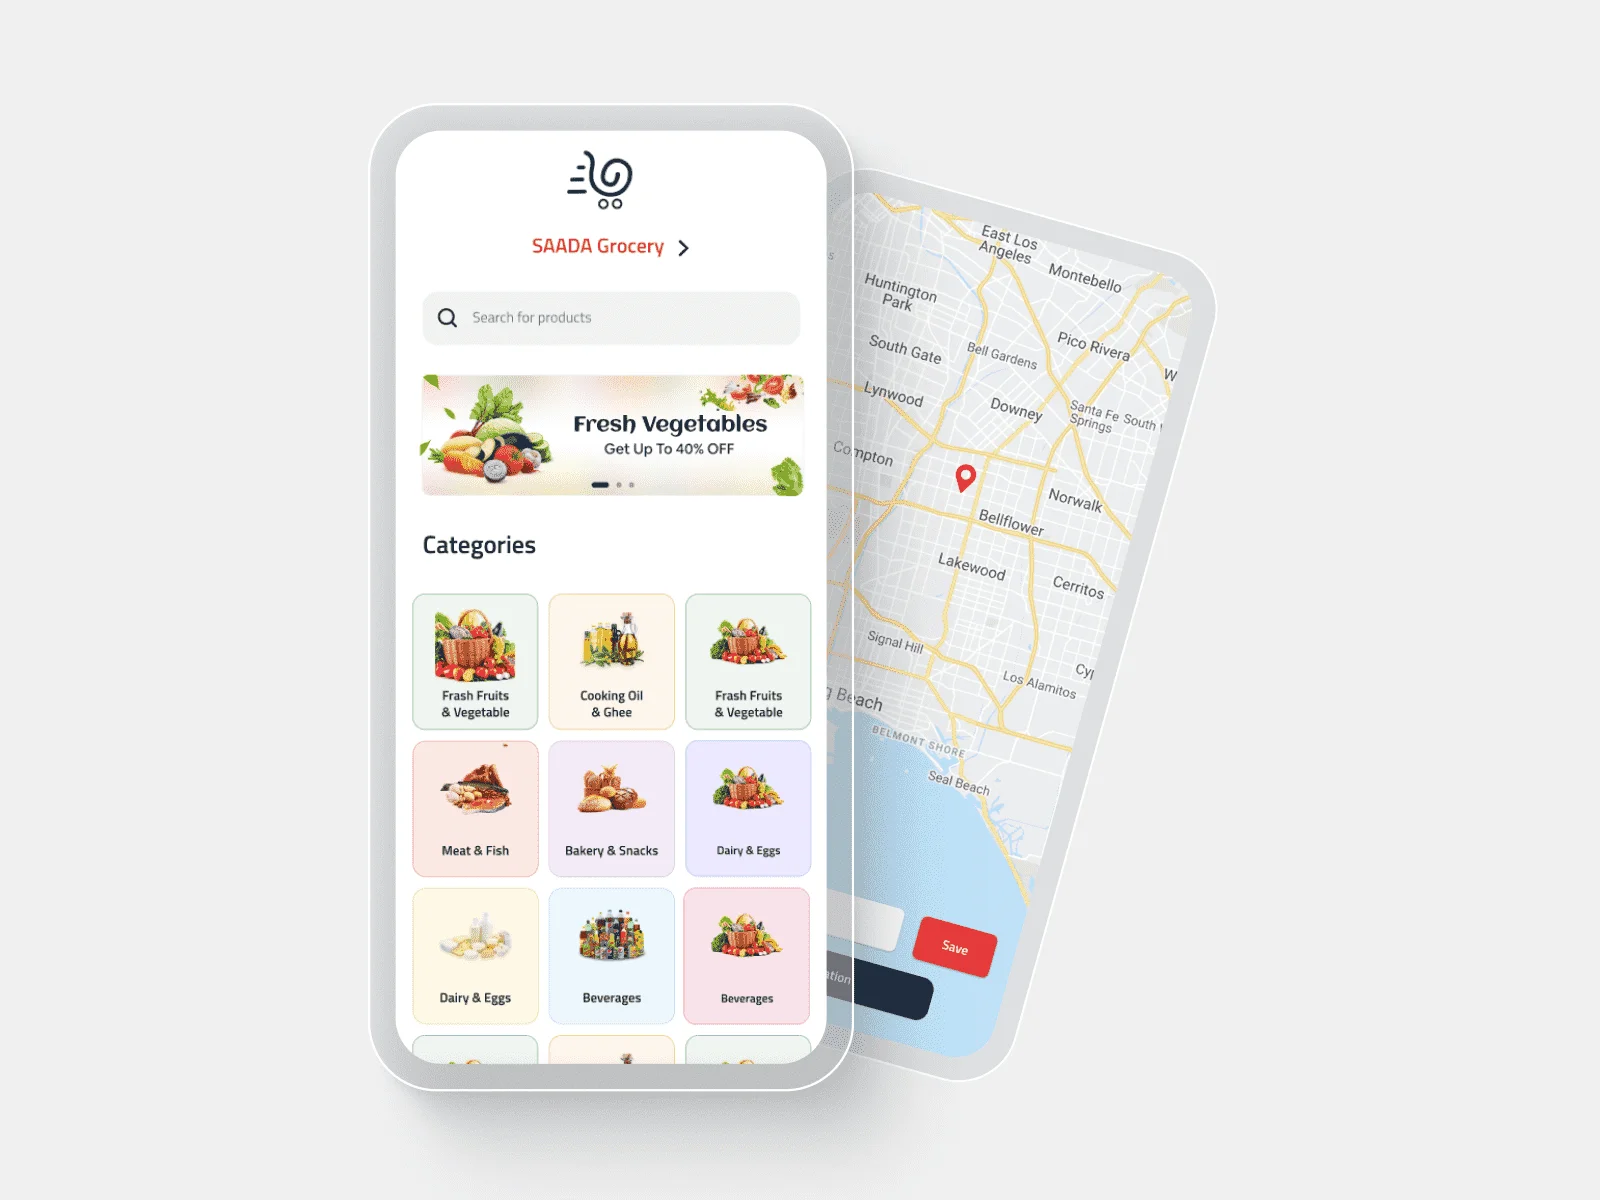 SAADA Grocery
Search for products
Fresh Vegetables
Get Up To 40% OFF
Categories
Frash Fruits
& Vegetable
Cooking Oil
& Ghee
Frash Fruits
& Vegetable
Meat & Fish
Bakery & Snacks
Dairy & Eggs
Dairy & Eggs
Beverages
Beverages
East Los
Angeles
Montebello
Huntington
Park
South Gate
Bell Gardens
Pico Rivera
W
Lynwood
Downey
Santa Fe
Springs
South
Compton
Norwalk
Bellflower
Lakewood
Cerritos
Signal Hill
Los Alamitos
Cyp
g Beach
BELMONT SHORE
Seal Beach
Save
ation